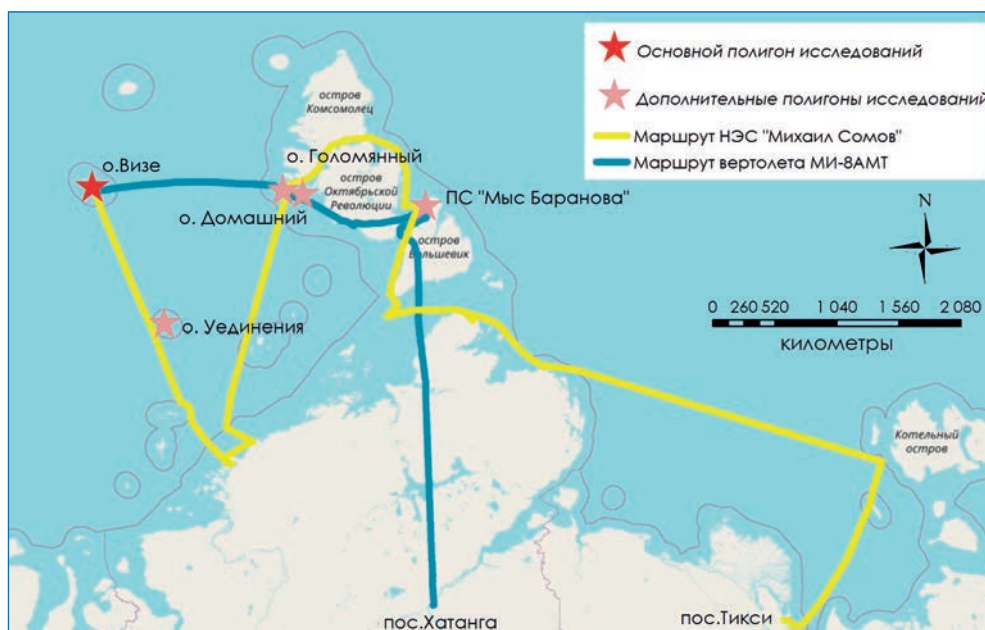 Основной полигон исследований
Дополнительные полигоны исследований
Маршрут НЭС "Михаил Сомов"
Маршрут вертолета МИ-8АМТ
остров
Комсомолец
о. Голомянный
о.Визе
остров
Октябрьской
Революции
ПС "Мыс Баранова"
о. Домашний
N
остров
Большевик
0 260 520 1 040 1 560 2 080
километры
о. Уединения
Котельный
остров
пос.Хатанга
пос.Тикси